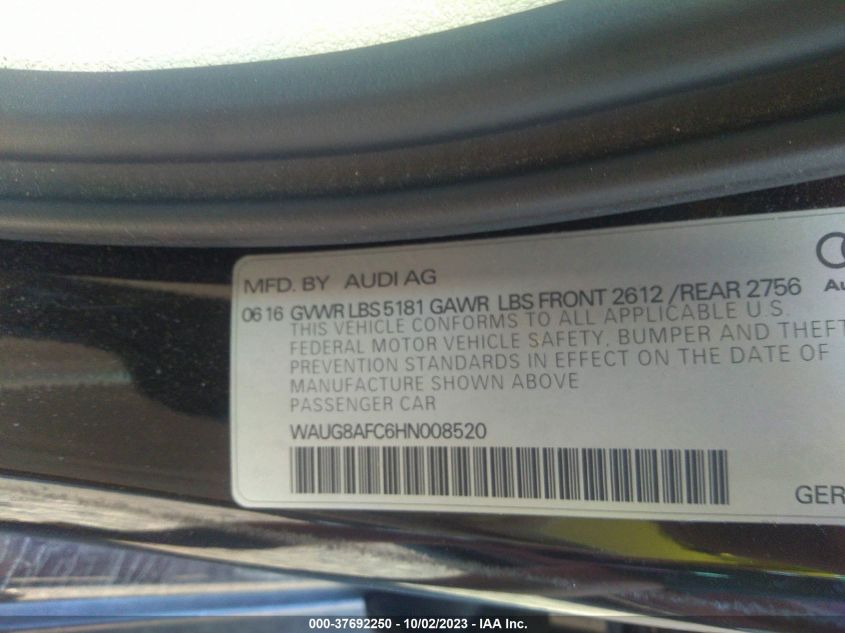 MFD. BY AUDI AG
06 16 GVWR LBS 5181 GAWR LBS FRONT 2612 / REAR 2756
THIS VEHICLE CONFORMS TO ALL APPLICABLE U.S.
FEDERAL MOTOR VEHICLE SAFETY, BUMPER AND THEFT
PREVENTION STANDARDS IN EFFECT ON THE DATE OF
MANUFACTURE SHOWN ABOVE
PASSENGER CAR
WAUG8AFC6HN008520
GER
Au
000-37692250 - 10/02/2023 - IAA Inc.